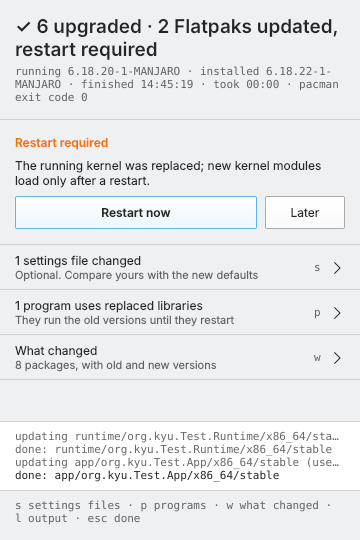 ✓ 6 upgraded · 2 Flatpaks updated,
restart required
running 6.18.20-1-MANJARO · installed 6.18.22-1-
MANJARO · finished 14:45:19 · took 00:00 · pacman
exit code 0
Restart required
The running kernel was replaced; new kernel modules
load only after a restart.
Restart now
Later
1 settings file changed
Optional. Compare yours with the new defaults
s
1 program uses replaced libraries
They run the old versions until they restart
p
What changed
8 packages, with old and new versions
w
updating runtime/org.kyu.Test.Runtime/x86_64/sta…
done: runtime/org.kyu.Test.Runtime/x86_64/stable
updating app/org.kyu.Test.App/x86_64/stable (use…
done: app/org.kyu.Test.App/x86_64/stable
s settings files · p programs · w what changed ·
l output · esc done